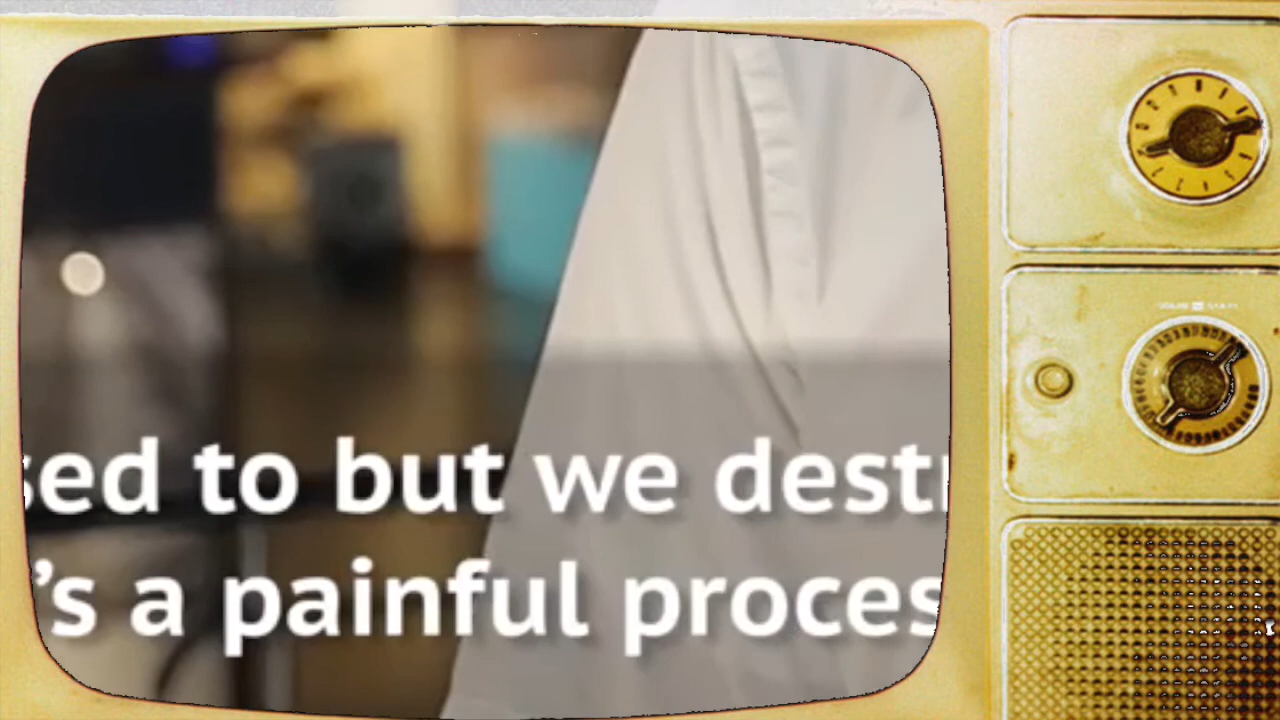 sed to but we dest
’s a painful proces